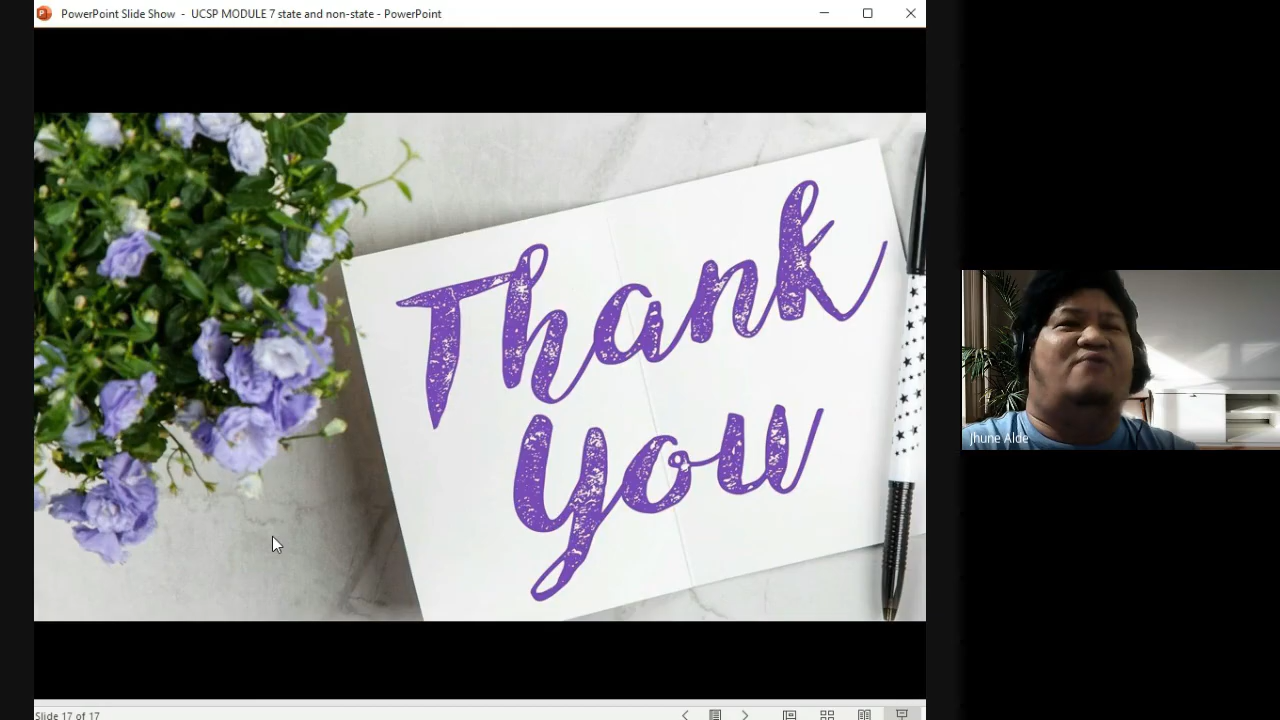 PowerPoint Slide Show - UCSP MODULE 7 state and non-state - PowerPoint
Thank
you
Jhune Alde
Slide 17 of 17